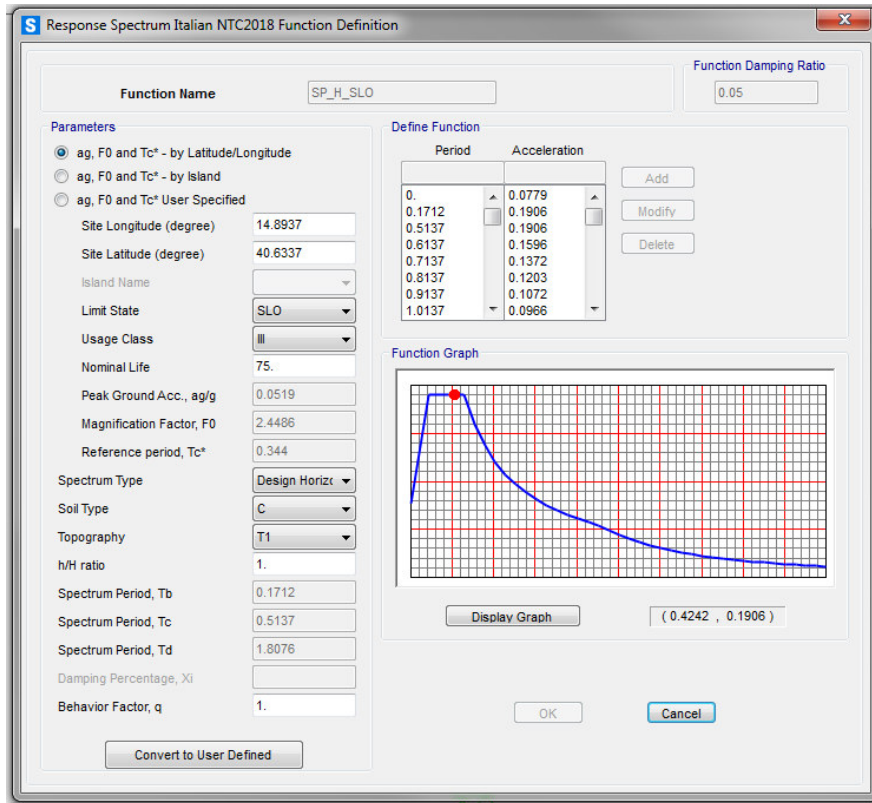 S Response Spectrum Italian NTC2018 Function Definition
Function Damping Ratio
Function Name SP_H_SLO 0.05
Parameters
ag, F0 and Tc* - by Latitude/Longitude
ag, F0 and Tc* - by Island
ag, F0 and Tc* User Specified
Site Longitude (degree) 14.8937
Site Latitude (degree) 40.6337
Island Name
Limit State SLO
Usage Class III
Nominal Life 75.
Peak Ground Acc., ag/g 0.0519
Magnification Factor, F0 2.4486
Reference period, Tc* 0.344
Spectrum Type Design Horizo
Soil Type C
Topography T1
h/H ratio 1.
Spectrum Period, Tb 0.1712
Spectrum Period, Tc 0.5137
Spectrum Period, Td 1.8076
Damping Percentage, Xi
Behavior Factor, q 1.
Convert to User Defined
Define Function
Period Acceleration
0. 0.0779
0.1712 0.1906
0.5137 0.1906
0.6137 0.1596
0.7137 0.1372
0.8137 0.1203
0.9137 0.1072
1.0137 0.0966
Add
Modify
Delete
Function Graph
Display Graph (0.4242 , 0.1906 )
OK Cancel